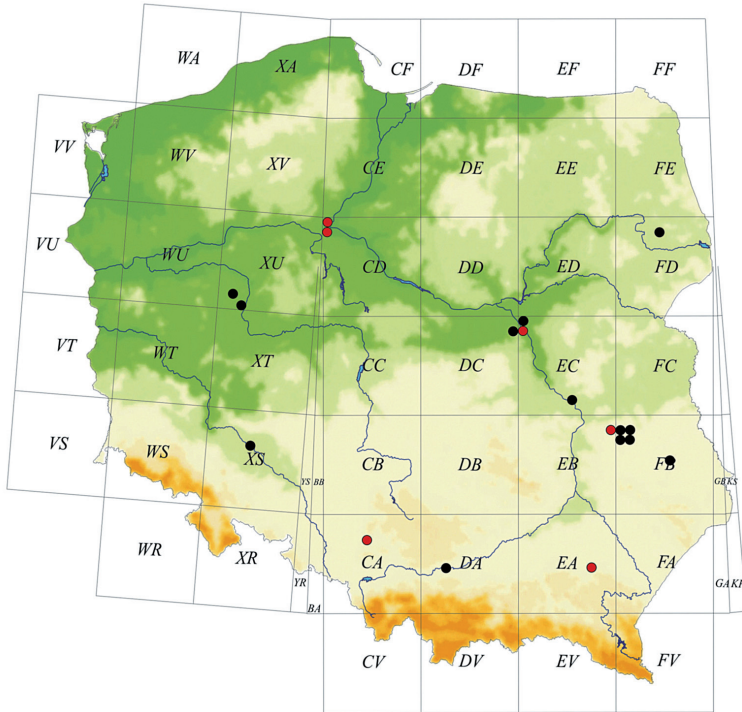 WA XA CF DF EF FF
VV WV XV CE DE EE FE
VU WU XU CD DD ED FD
VT WT XT CC DC EC FC
VS WS XS YS BB CB DB EB FB GB KS
WR XR YR BA CA DA EA FA GA KR
CV DV EV FV